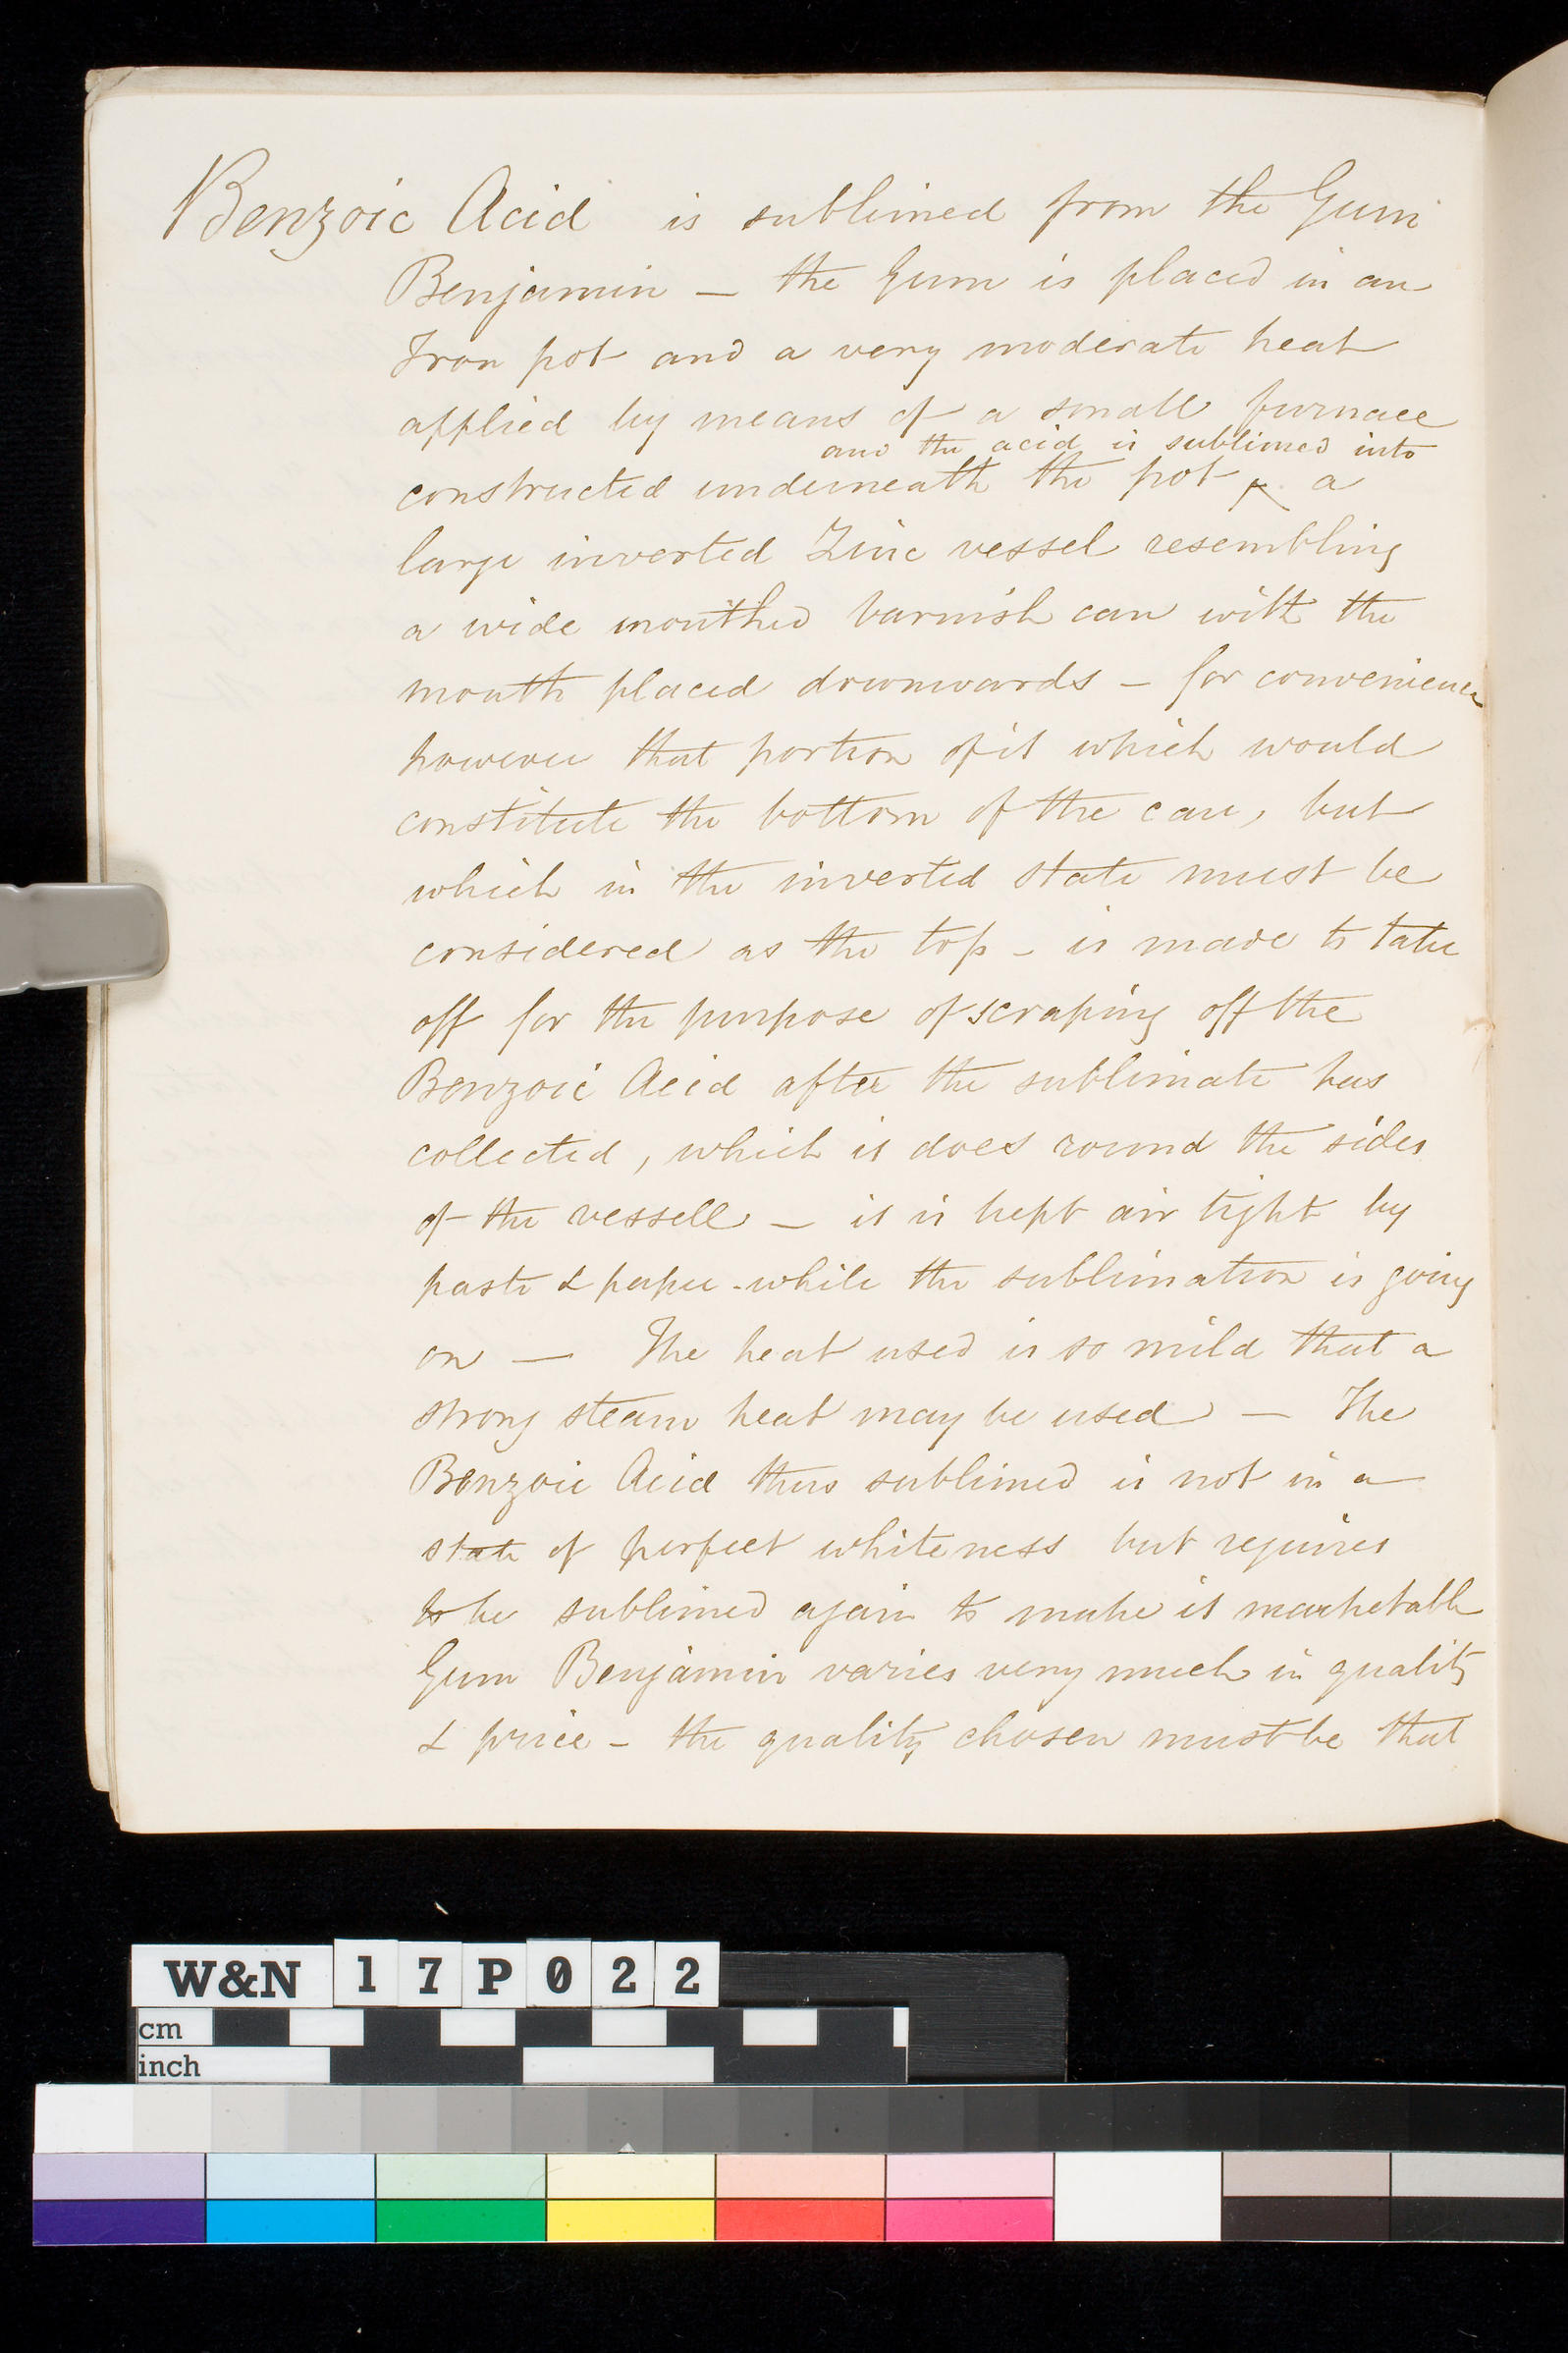 Benzoic Acid is sublimed from the Gum
Benjamin — the Gum is placed in an
Iron pot and a very moderate heat
applied by means of a small furnace
and the acid is sublimed into
constructed underneath the pot ^ a
large inverted Zinc vessel resembling
a wide mouthed varnish can with the
mouth placed downwards — for convenience
however that portion of it which would
constitute the bottom of the can, but
which in the inverted state must be
considered as the top – is made to take
off for the purpose of scraping off the
Benzoic Acid after the sublimate has
collected, which it does round the sides
of the vessell — it is kept air tight by
paste & paper – while the sublimation is going
on — The heat used is so mild that a
strong steam heat may be used — The
Benzoic Acid thus sublimed is not in a
state of perfect whiteness but requires
to be sublimed again to make it marketable
Gum Benjamin varies very much in quality
& price – the quality chosen must be that
W&N 17P022
cm
inch